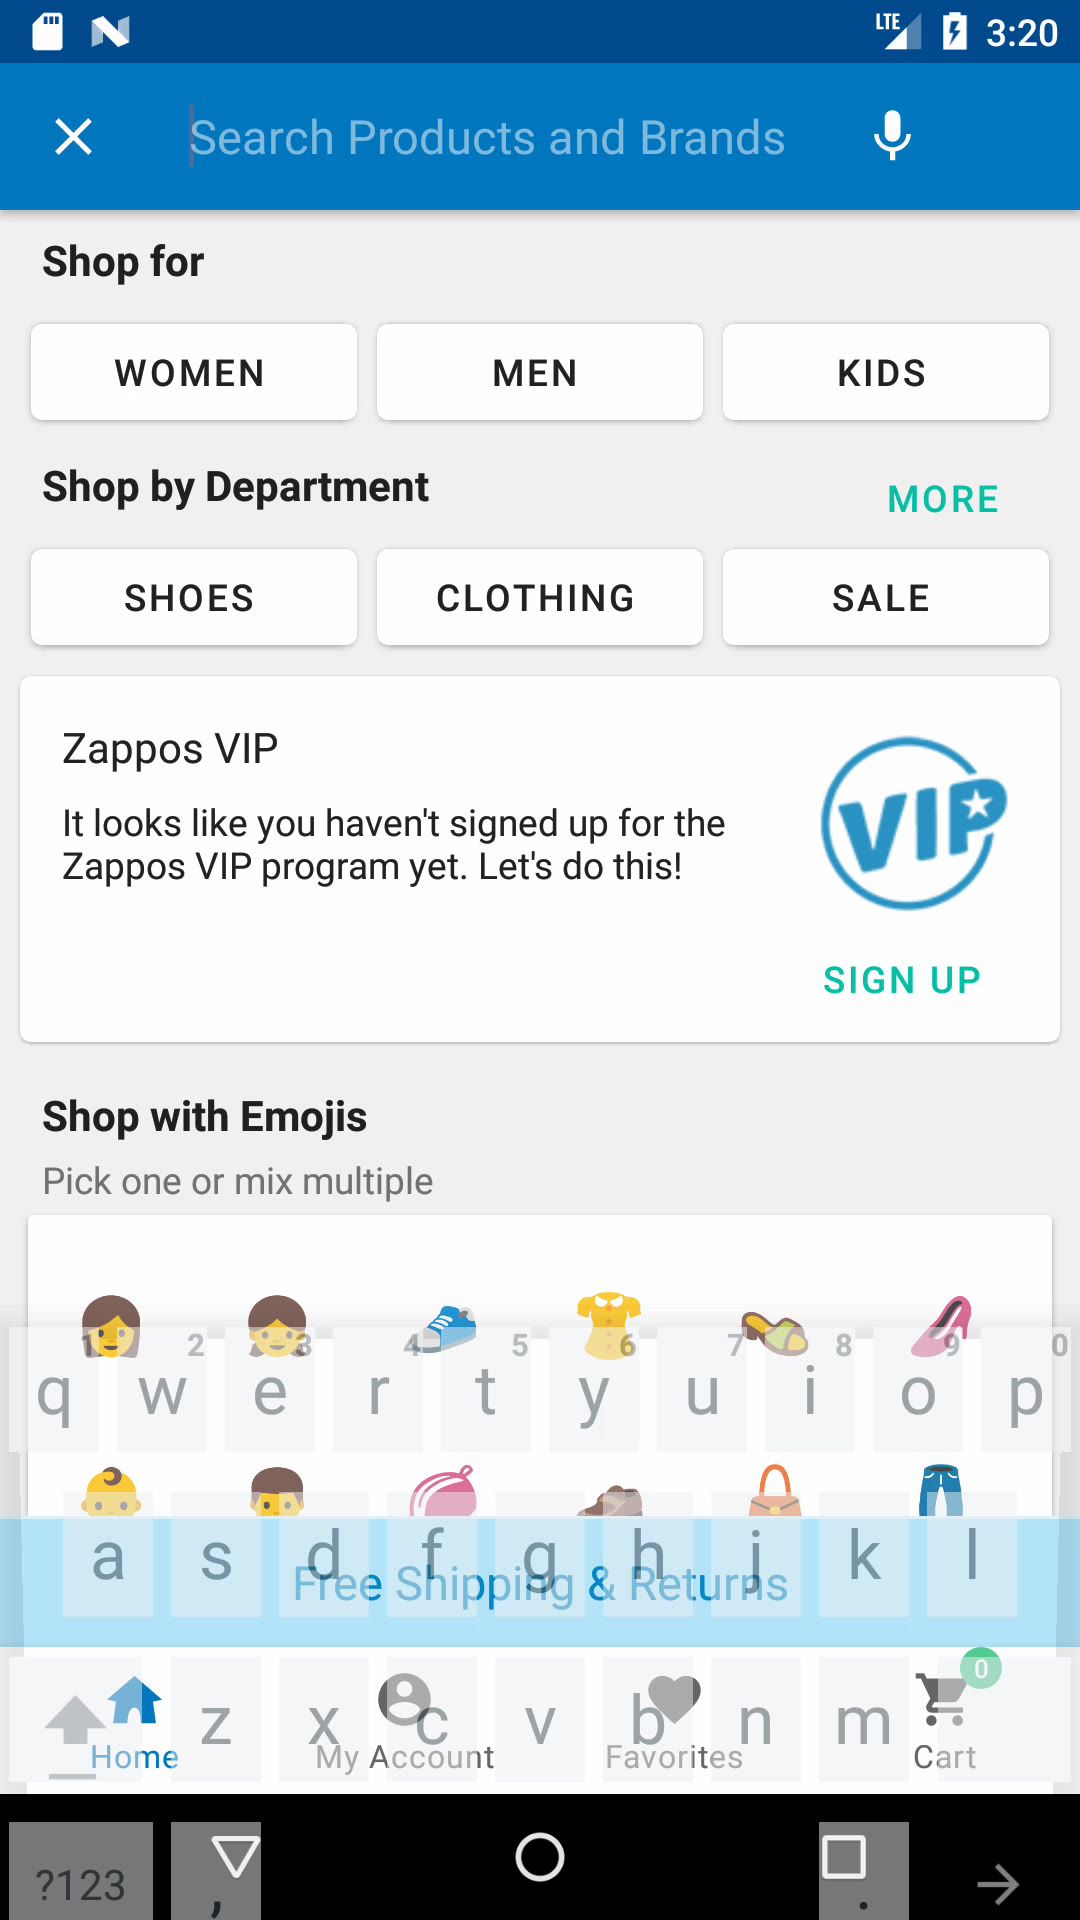 LTE 3:20
Search Products and Brands
Shop for
WOMEN MEN KIDS
Shop by Department MORE
SHOES CLOTHING SALE
Zappos VIP
It looks like you haven't signed up for the
Zappos VIP program yet. Let's do this!
VIP
SIGN UP
Shop with Emojis
Pick one or mix multiple
1 2 3 4 5 6 7 8 9 0
q w e r t y u i o p
a s d f g h j k l
Free Shipping & Returns
0
z x c v b n m
Home My Account Favorites Cart
?123 , .